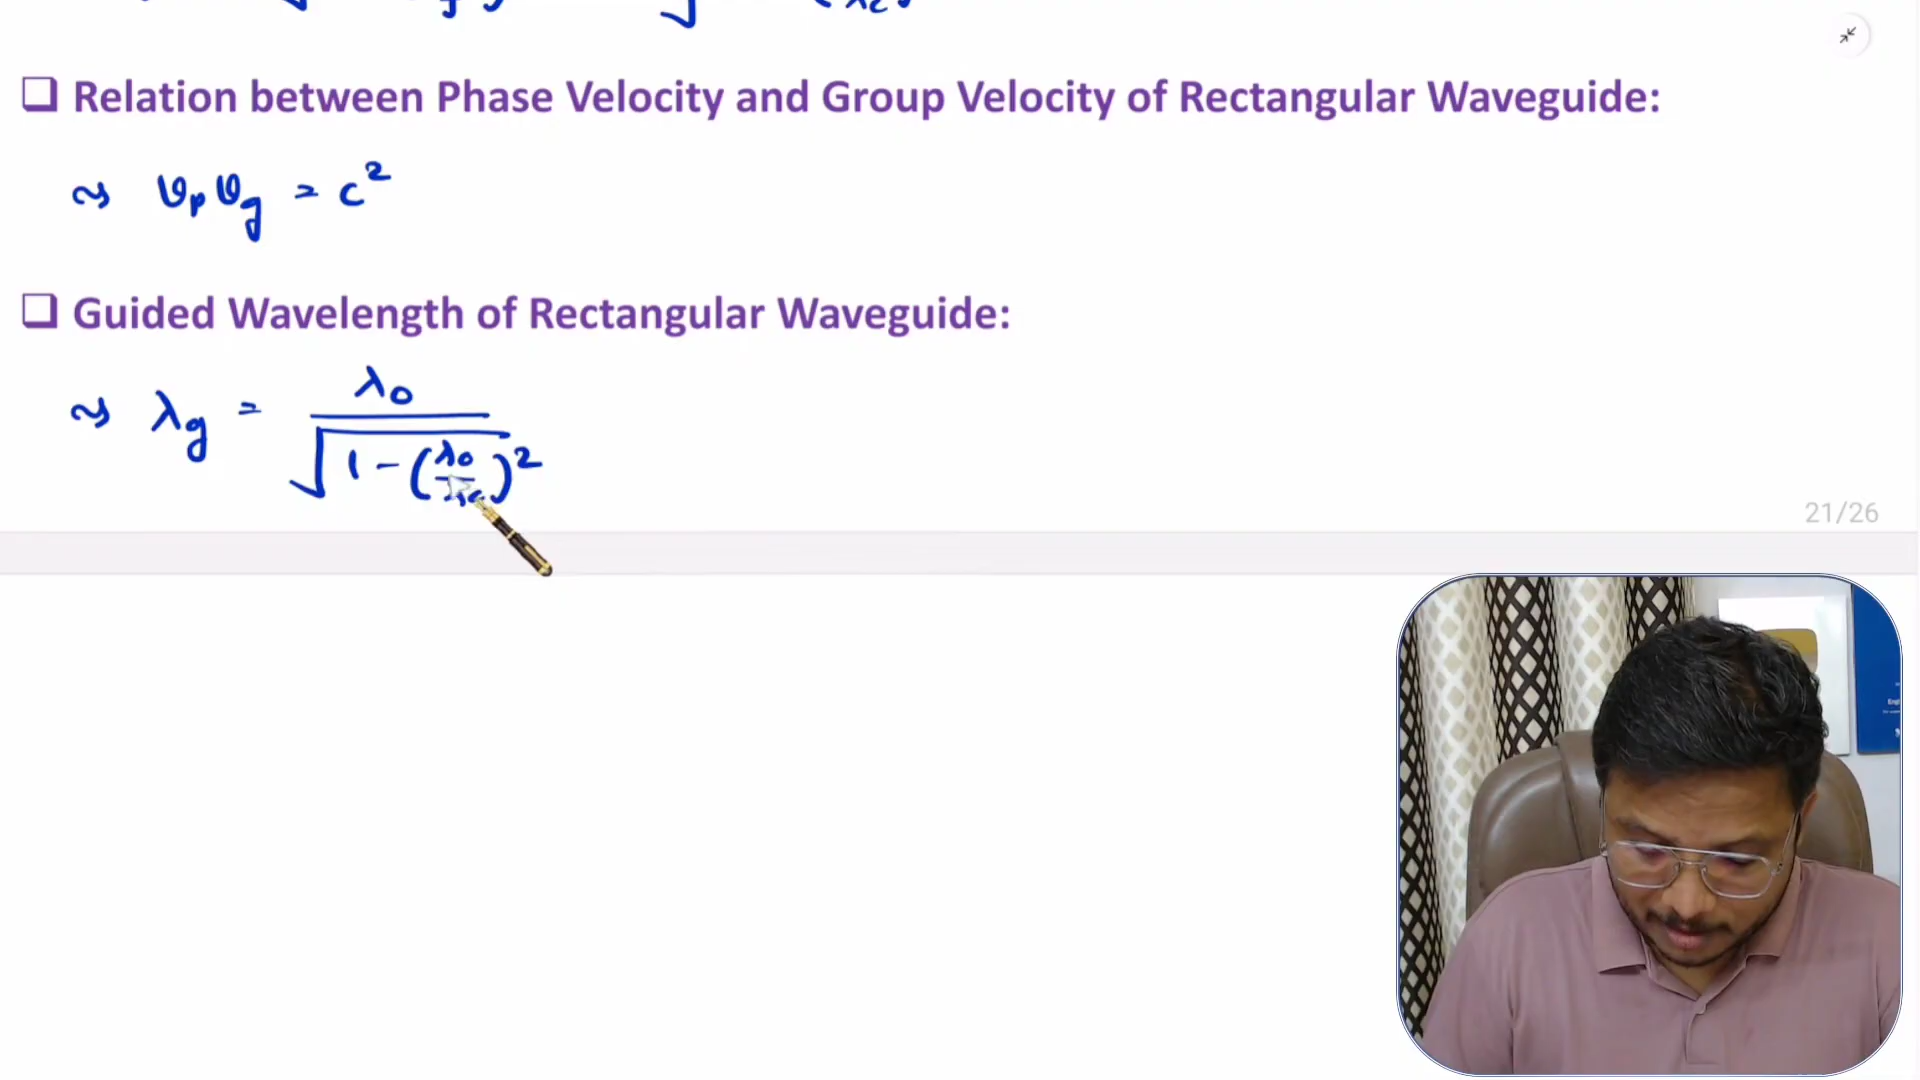 ❑ Relation between Phase Velocity and Group Velocity of Rectangular Waveguide:
⇝ υp υg = c²
❑ Guided Wavelength of Rectangular Waveguide:
⇝ λg = λ0 / √(1 - (λ0/λc)²)
21/26